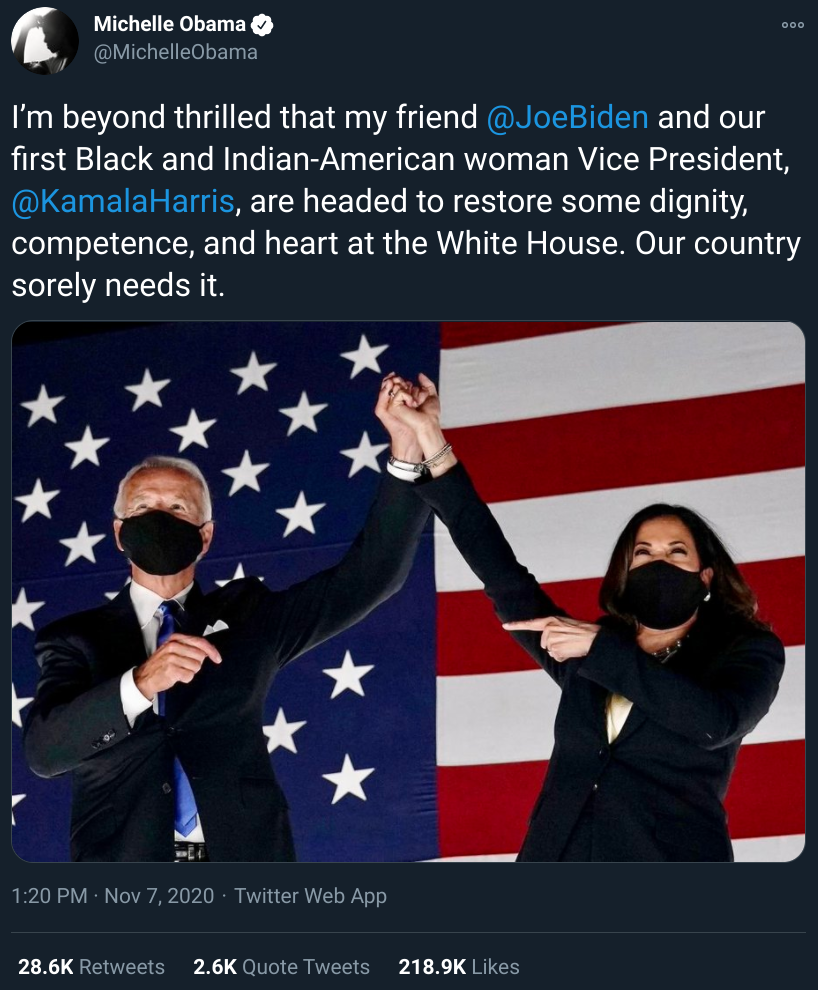 Michelle Obama
@MichelleObama
I’m beyond thrilled that my friend @JoeBiden and our
first Black and Indian-American woman Vice President,
@KamalaHarris, are headed to restore some dignity,
competence, and heart at the White House. Our country
sorely needs it.
1:20 PM · Nov 7, 2020 · Twitter Web App
28.6K Retweets 2.6K Quote Tweets 218.9K Likes